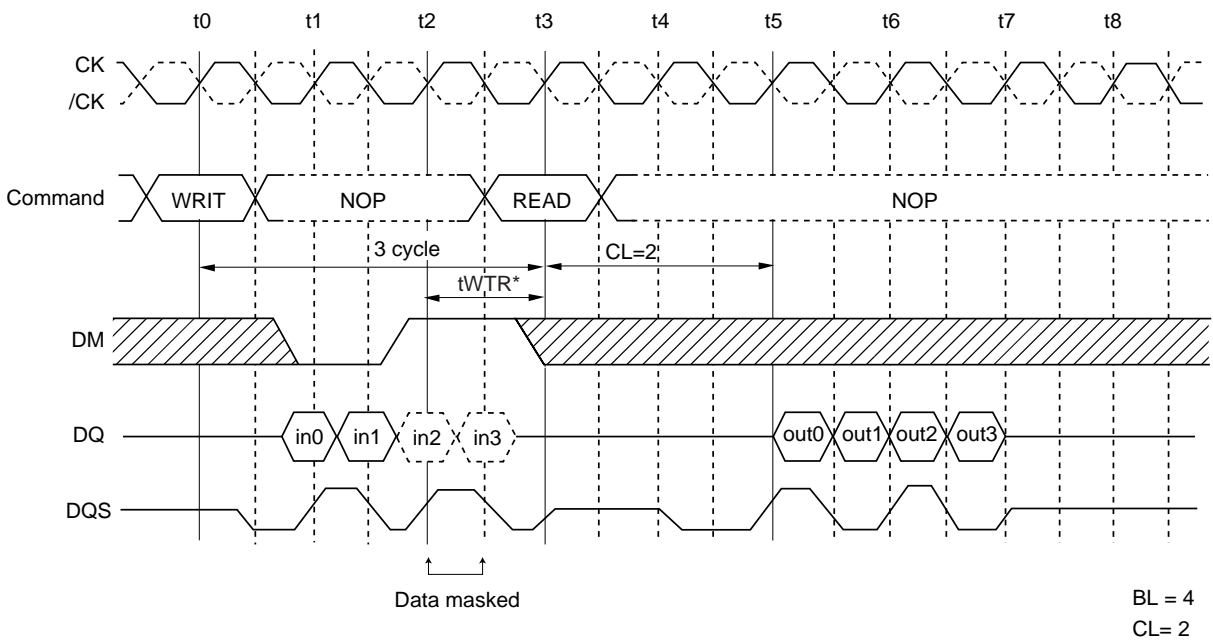 t0 t1 t2 t3 t4 t5 t6 t7 t8
CK
/CK
Command WRIT NOP READ NOP
3 cycle CL=2
tWTR*
DM
DQ in0 in1 in2 in3 out0 out1 out2 out3
DQS
Data masked
BL = 4
CL= 2